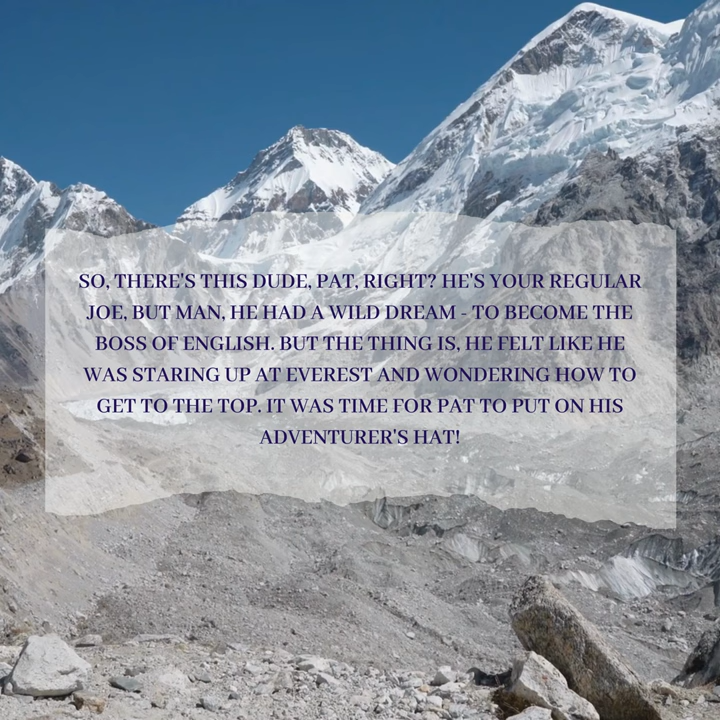 SO, THERE'S THIS DUDE, PAT, RIGHT? HE'S YOUR REGULAR
JOE, BUT MAN, HE HAD A WILD DREAM - TO BECOME THE
BOSS OF ENGLISH. BUT THE THING IS, HE FELT LIKE HE
WAS STARING UP AT EVEREST AND WONDERING HOW TO
GET TO THE TOP. IT WAS TIME FOR PAT TO PUT ON HIS
ADVENTURER'S HAT!